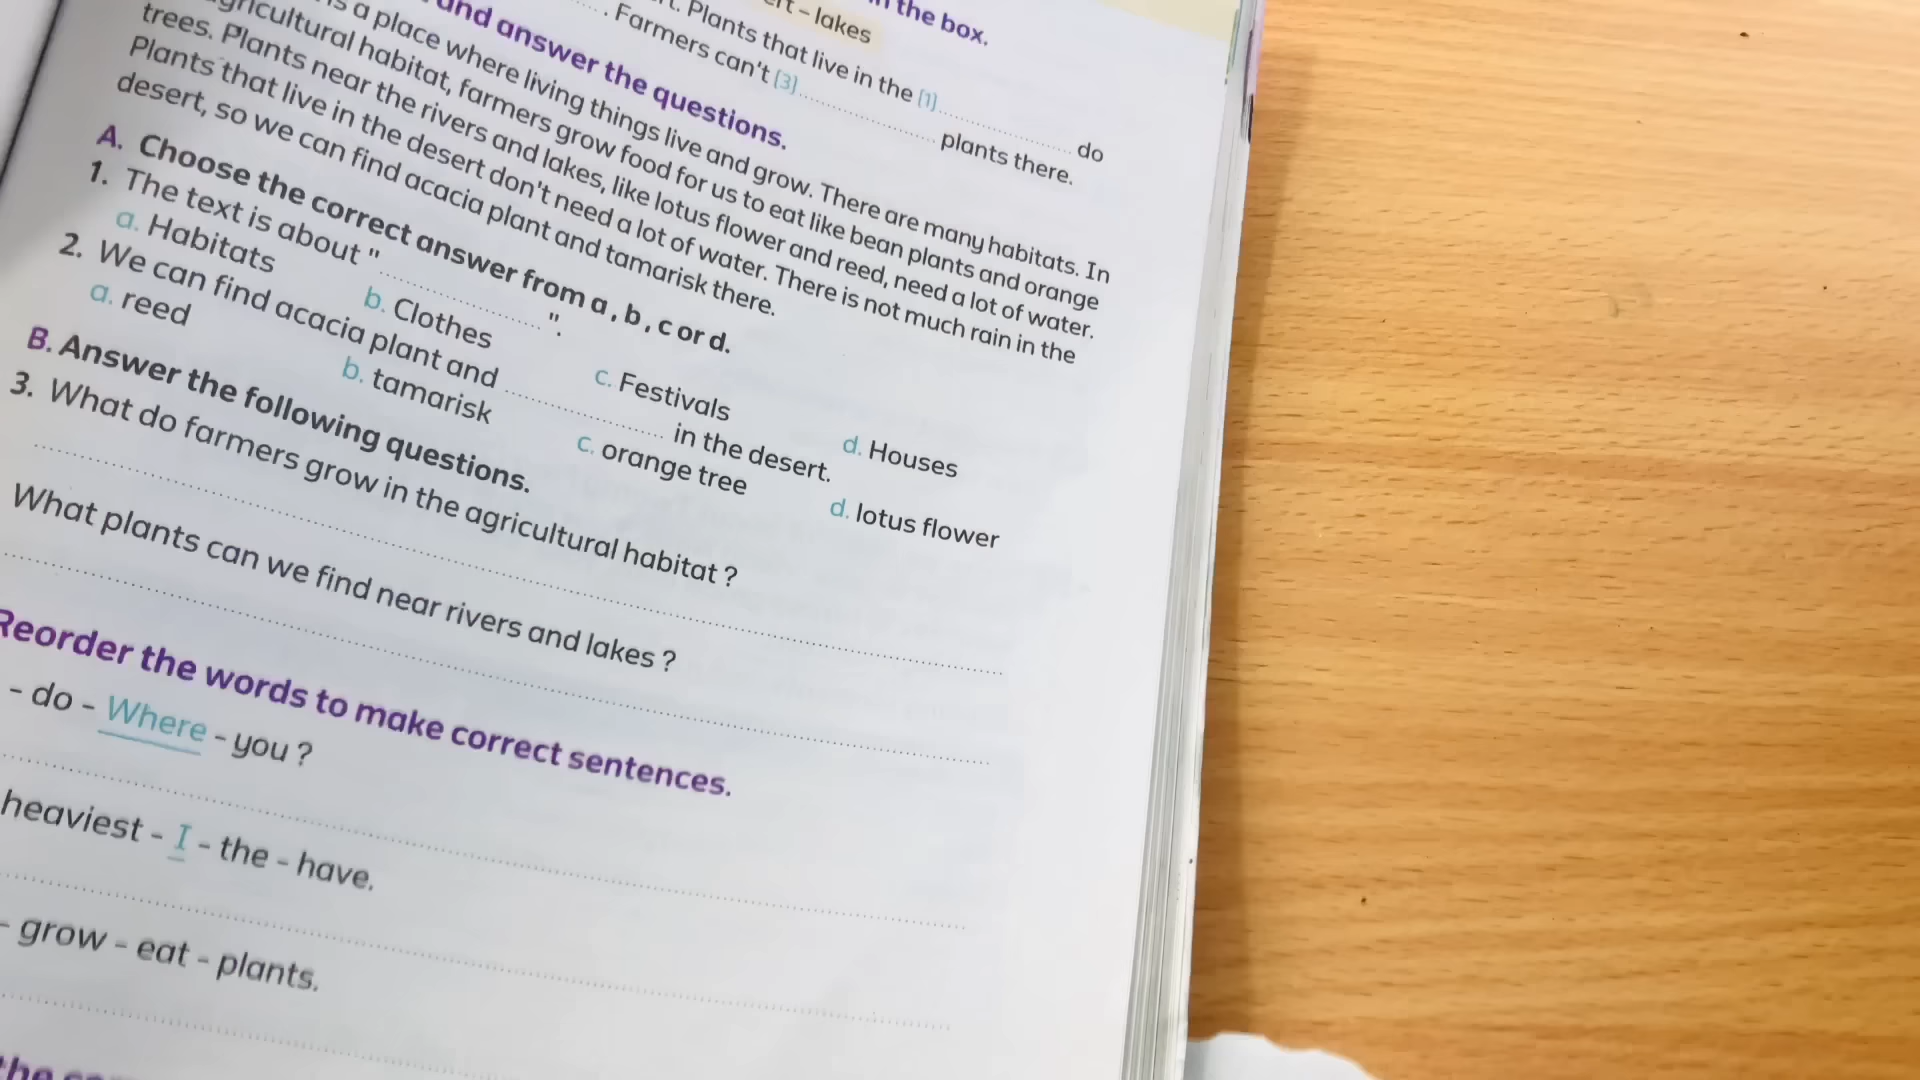 n the box.
rt – lakes
t. Plants that live in the [1] .......... do
. Farmers can't [3] .......... plants there.
and answer the questions.
is a place where living things live and grow. There are many habitats. In
agricultural habitat, farmers grow food for us to eat like bean plants and orange
trees. Plants near the rivers and lakes, like lotus flower and reed, need a lot of water.
Plants that live in the desert don't need a lot of water. There is not much rain in the
desert, so we can find acacia plant and tamarisk there.
A. Choose the correct answer from a , b , c or d.
1. The text is about " .......... ".
a. Habitats b. Clothes c. Festivals d. Houses
2. We can find acacia plant and .......... in the desert.
a. reed b. tamarisk c. orange tree d. lotus flower
B. Answer the following questions.
3. What do farmers grow in the agricultural habitat ?
What plants can we find near rivers and lakes ?
Reorder the words to make correct sentences.
– do – Where – you ?
heaviest – I – the – have.
– grow – eat – plants.